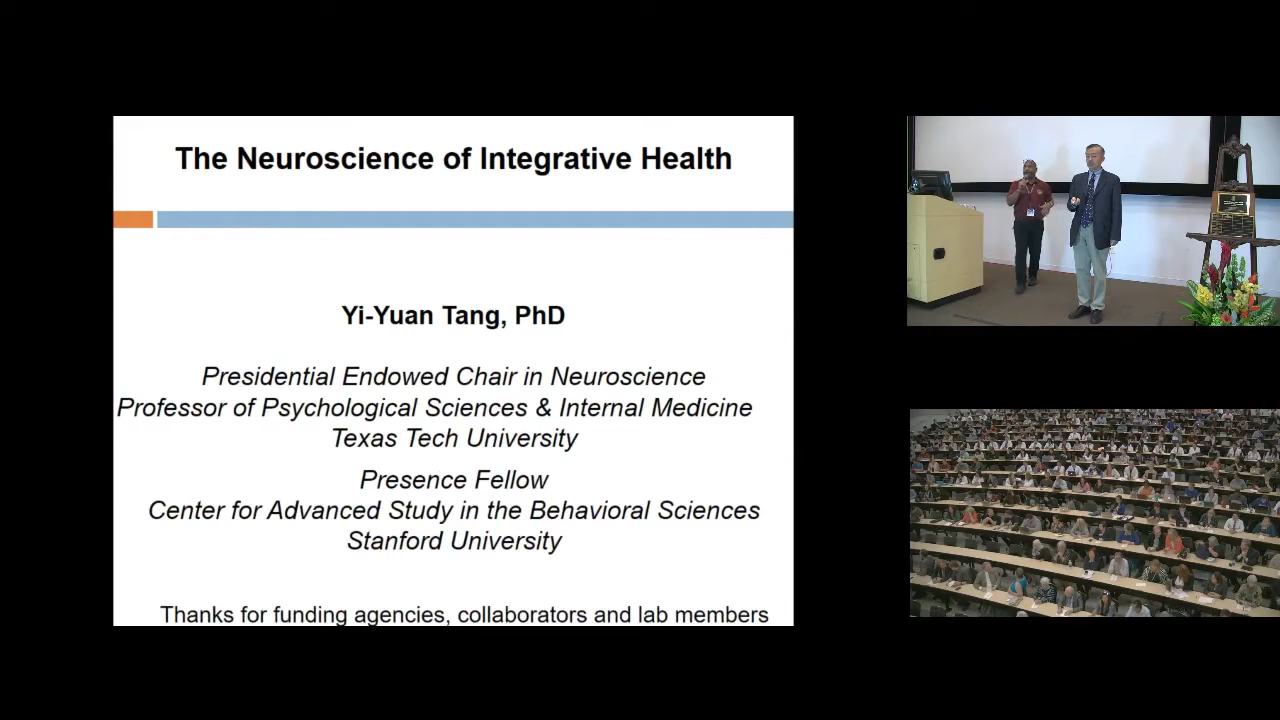 The Neuroscience of Integrative Health
Yi-Yuan Tang, PhD
Presidential Endowed Chair in Neuroscience
Professor of Psychological Sciences & Internal Medicine
Texas Tech University
Presence Fellow
Center for Advanced Study in the Behavioral Sciences
Stanford University
Thanks for funding agencies, collaborators and lab members